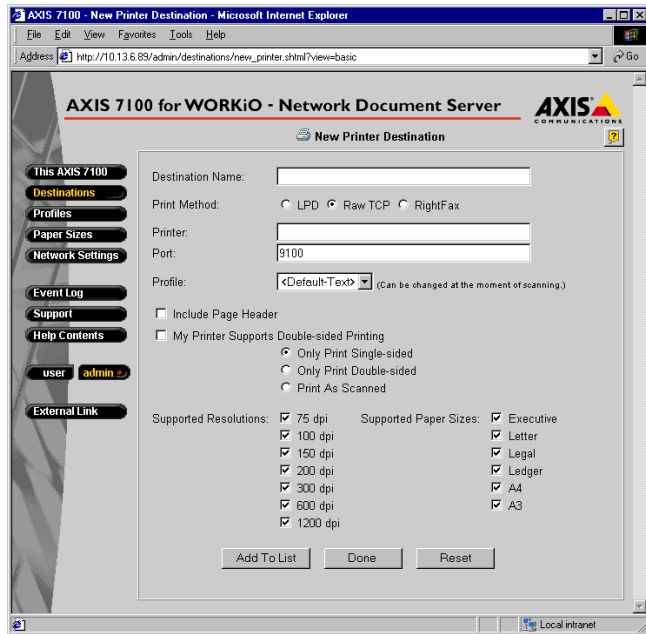 AXIS 7100 - New Printer Destination - Microsoft Internet Explorer
File Edit View Favorites Tools Help
Address http://10.13.6.89/admin/destinations/new_printer.shtml?view=basic Go
AXIS 7100 for WORKiO - Network Document Server
AXIS
COMMUNICATIONS
New Printer Destination
?
This AXIS 7100
Destinations
Profiles
Paper Sizes
Network Settings
Event Log
Support
Help Contents
user admin
External Link
Destination Name:
Print Method: LPD Raw TCP RightFax
Printer:
Port: 9100
Profile: <Default-Text> (Can be changed at the moment of scanning.)
Include Page Header
My Printer Supports Double-sided Printing
Only Print Single-sided
Only Print Double-sided
Print As Scanned
Supported Resolutions: 75 dpi Supported Paper Sizes: Executive
100 dpi Letter
150 dpi Legal
200 dpi Ledger
300 dpi A4
600 dpi A3
1200 dpi
Add To List Done Reset
Local intranet